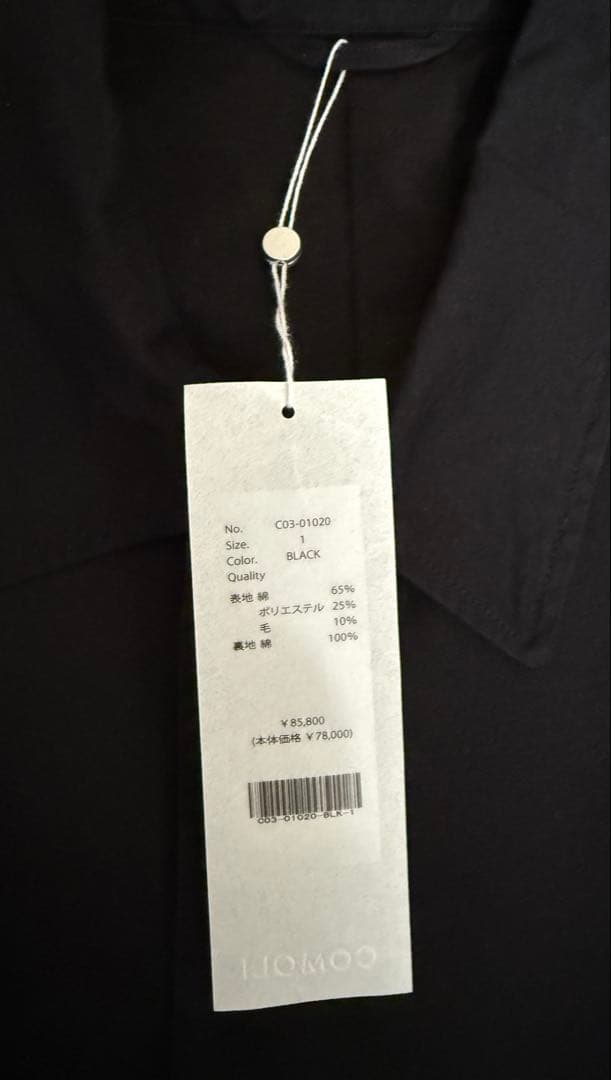 No. C03-01020
Size. 1
Color. BLACK
Quality
表地 綿 65%
ポリエステル 25%
毛 10%
裏地 綿 100%
￥85,800
(本体価格 ￥78,000)
C03-01020-BLK-1
COMOLI